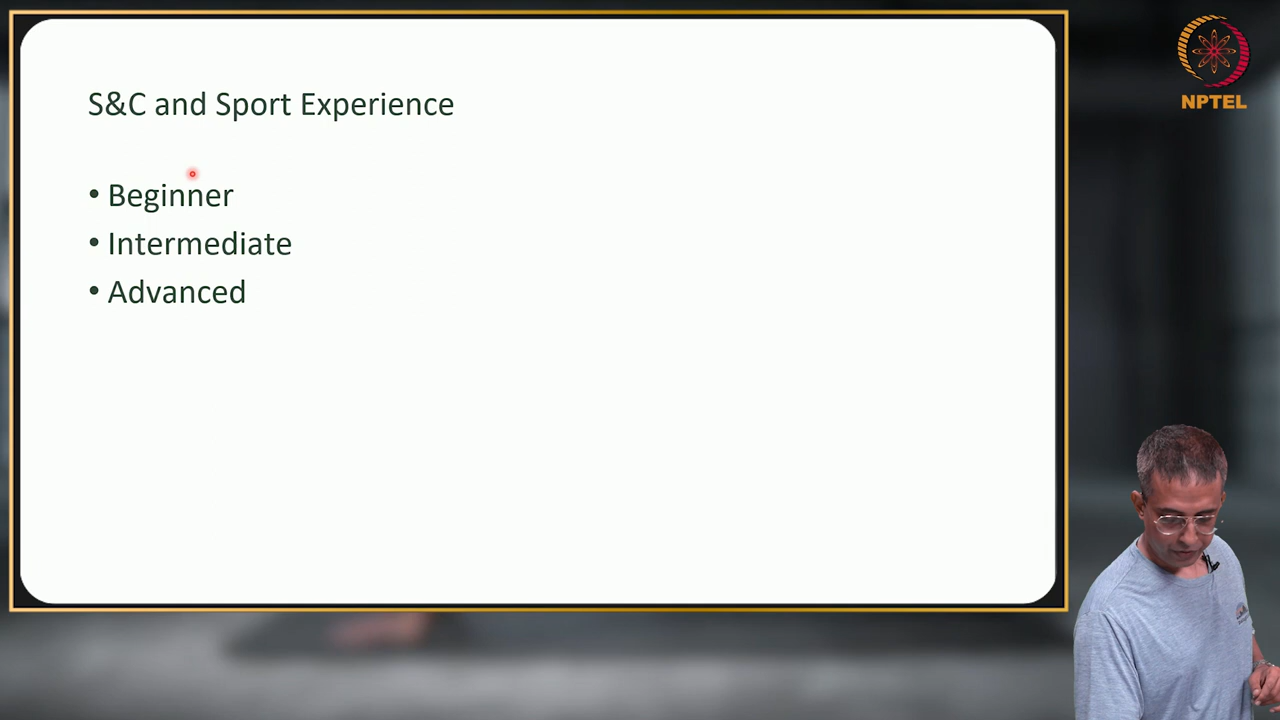 S&C and Sport Experience
• Beginner
• Intermediate
• Advanced
NPTEL